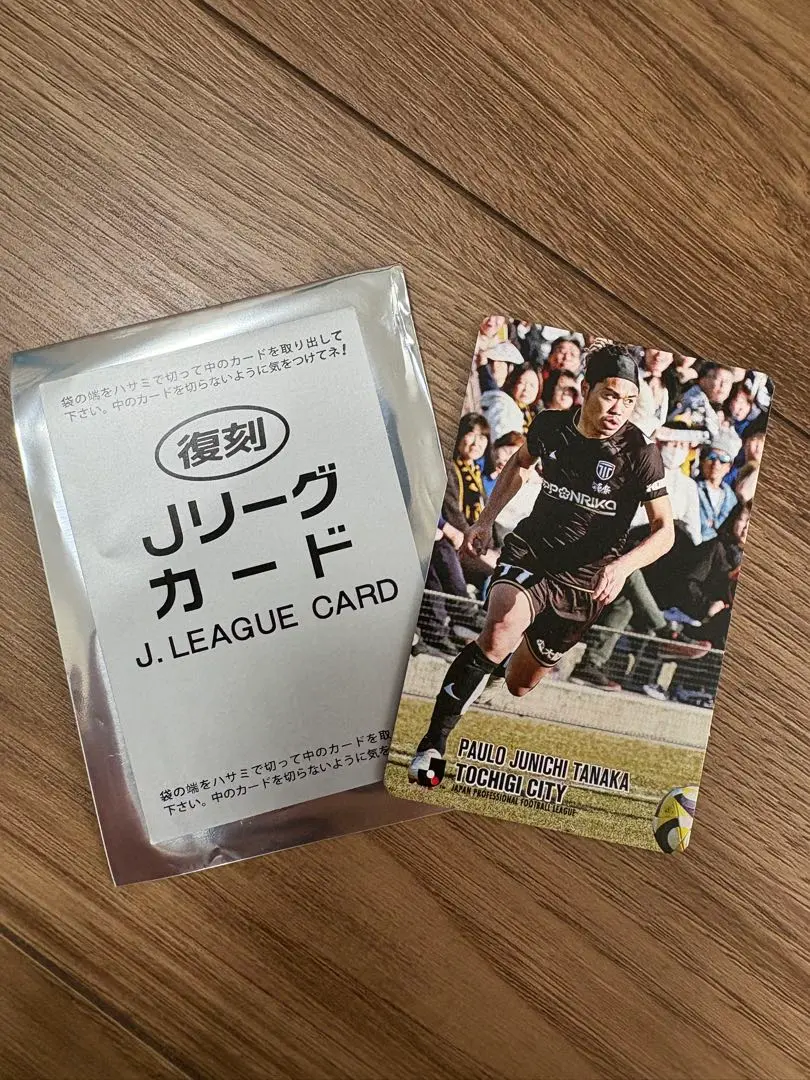 袋の端をハサミで切って中のカードを取り出して
下さい。中のカードを切らないように気をつけてネ!
復刻
Jリーグ
カード
J. LEAGUE CARD
袋の端をハサミで切って中のカードを取
下さい。中のカードを切らないように気を
PPONRIKA
11
PAULO JUNICHI TANAKA
TOCHIGI CITY
JAPAN PROFESSIONAL FOOTBALL LEAGUE